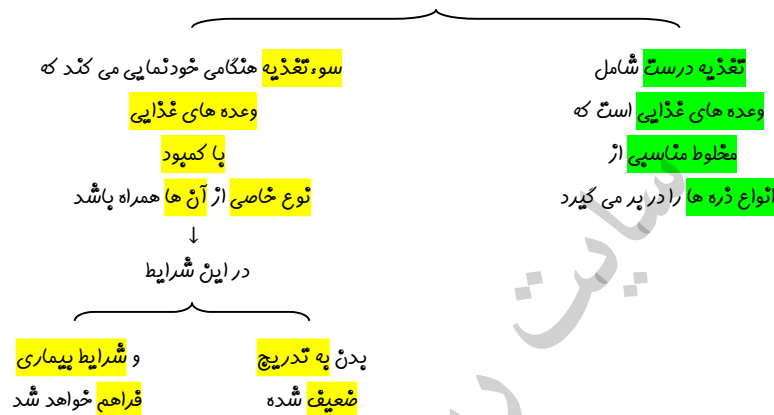 تغذیه درست شامل
وعده های غذایی است که
مخلوط مناسبی از
انواع ذره ها را در بر می گیرد
سوءتغذیه هنگامی خودنمایی می کند که
وعده های غذایی
با کمبود
نوع خاصی از آن ها همراه باشد
↓
در این شرایط
بدن به تدریج
ضعیف شده
و شرایط بیماری
فراهم خواهد شد
سایت